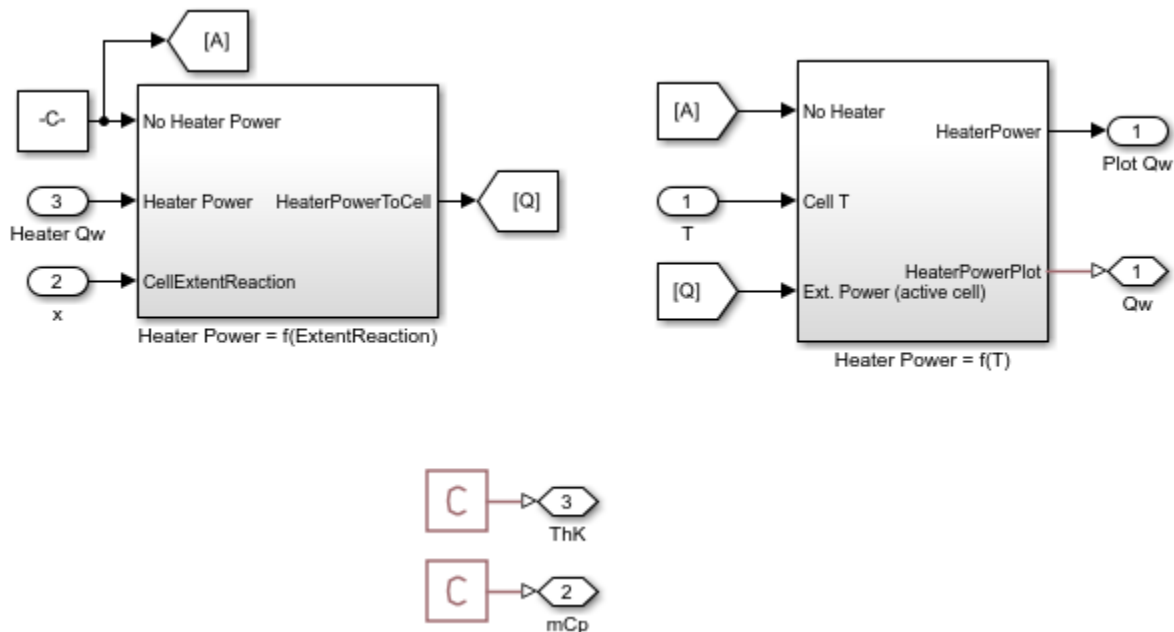 [A]
-C-
No Heater Power
3
Heater Power
HeaterPowerToCell
[Q]
Heater Qw
2
CellExtentReaction
x
Heater Power = f(ExtentReaction)
[A]
No Heater
HeaterPower
1
Plot Qw
1
Cell T
T
HeaterPowerPlot
1
[Q]
Ext. Power (active cell)
Qw
Heater Power = f(T)
C
3
ThK
C
2
mCp